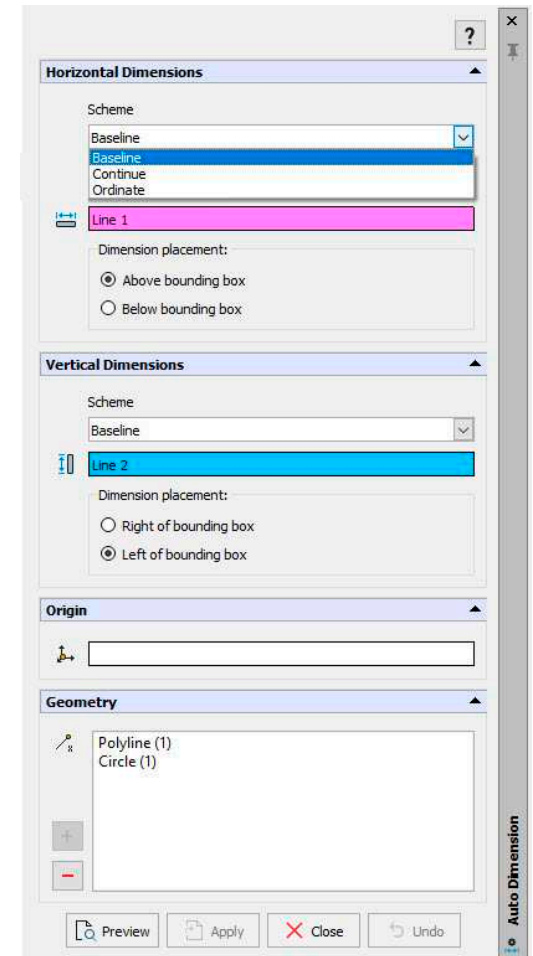 ?
×
Horizontal Dimensions
Scheme
Baseline
Baseline
Continue
Ordinate
Line 1
Dimension placement:
Above bounding box
Below bounding box
Vertical Dimensions
Scheme
Baseline
Line 2
Dimension placement:
Right of bounding box
Left of bounding box
Origin
Geometry
Polyline (1)
Circle (1)
Preview Apply Close Undo
Auto Dimension